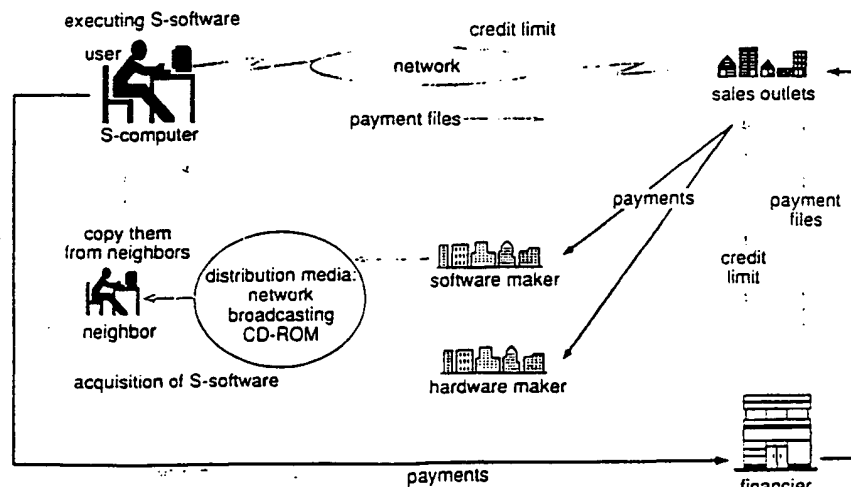 executing S-software
user
credit limit
network
sales outlets
S-computer
payment files
payments
payment
files
copy them
from neighbors
credit
limit
distribution media:
network
broadcasting
CD-ROM
software maker
neighbor
hardware maker
acquisition of S-software
payments
financier